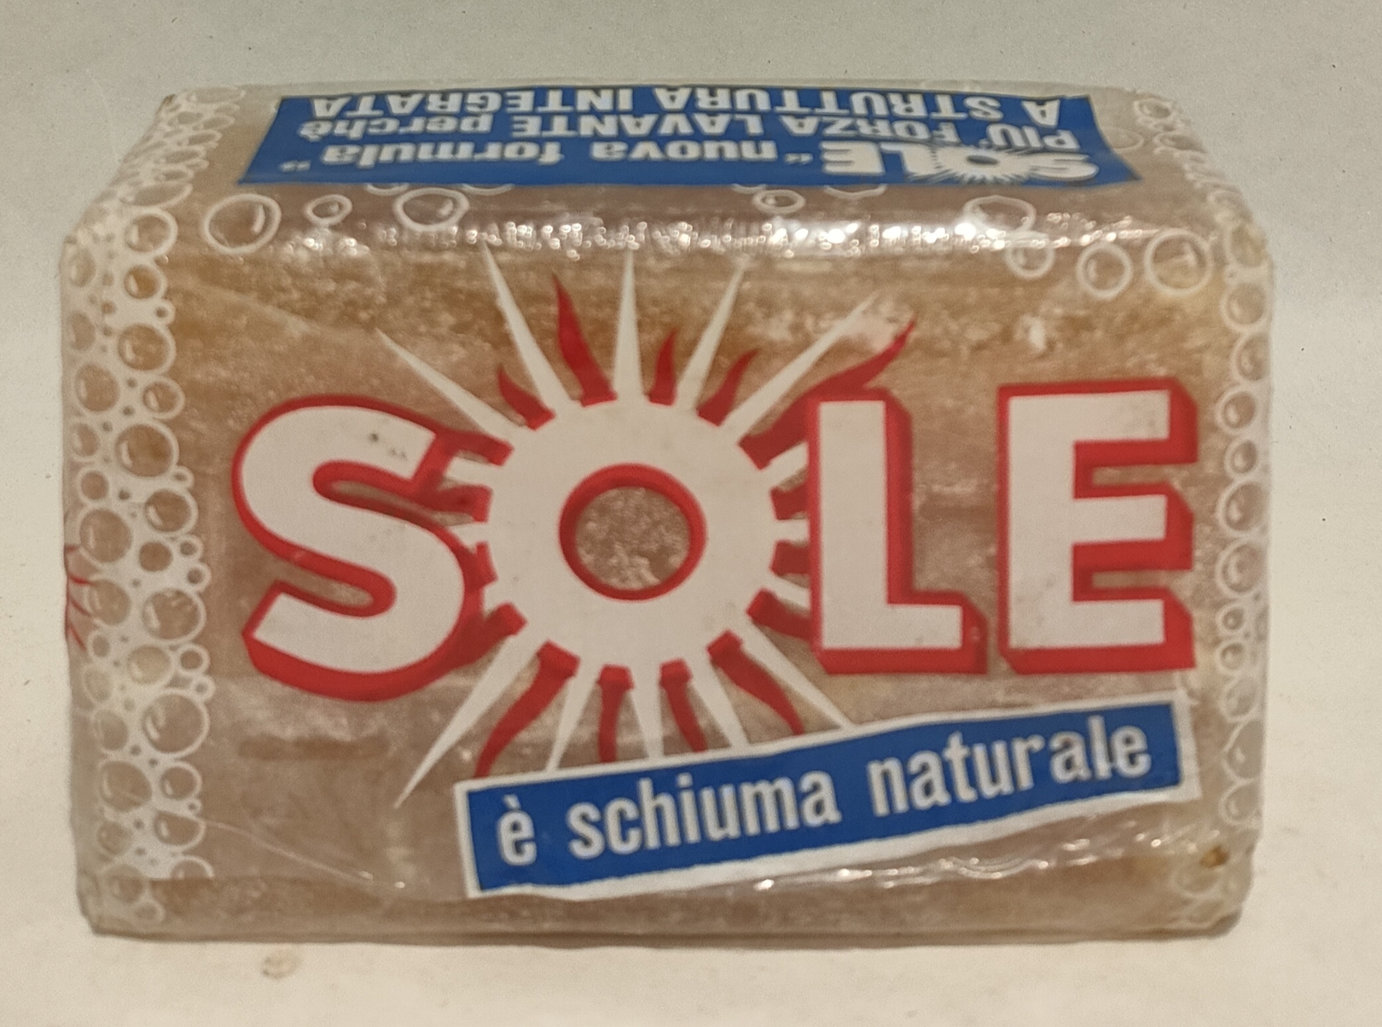 SOLE "nuova formula"
PIU' FORZA LAVANTE perchè
A STRUTTURA INTEGRATA
SOLE
è schiuma naturale